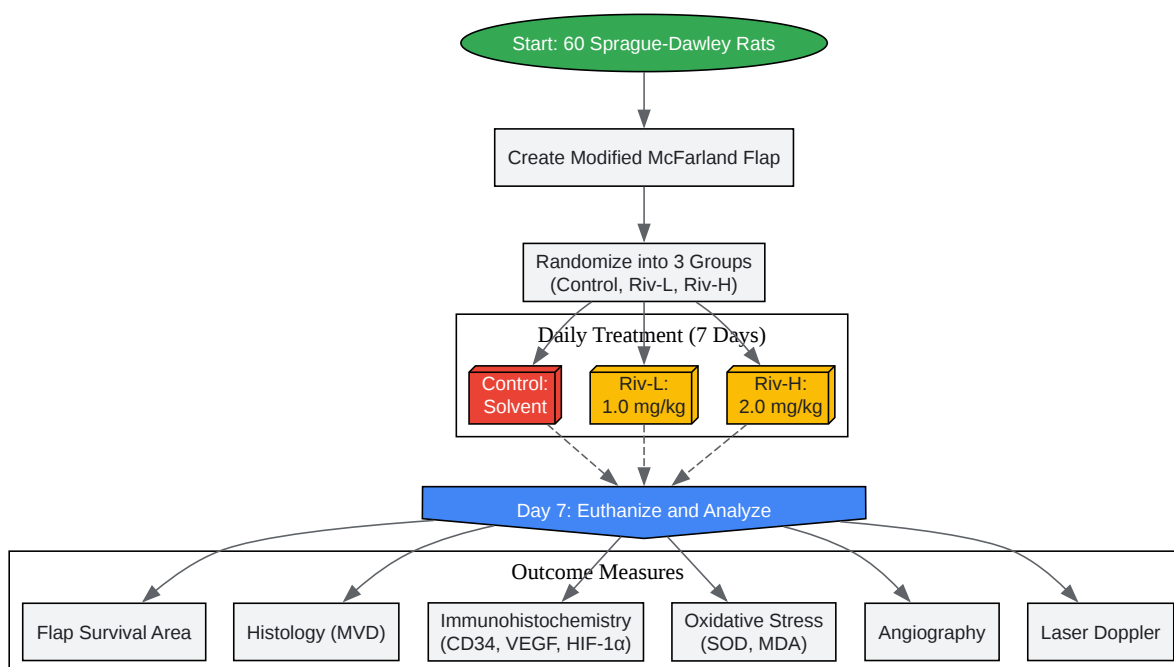 Start: 60 Sprague-Dawley Rats
Create Modified McFarland Flap
Randomize into 3 Groups
(Control, Riv-L, Riv-H)
Daily Treatment (7 Days)
Control:
Solvent
Riv-L:
1.0 mg/kg
Riv-H:
2.0 mg/kg
Day 7: Euthanize and Analyze
Outcome Measures
Flap Survival Area
Histology (MVD)
Immunohistochemistry
(CD34, VEGF, HIF-1α)
Oxidative Stress
(SOD, MDA)
Angiography
Laser Doppler